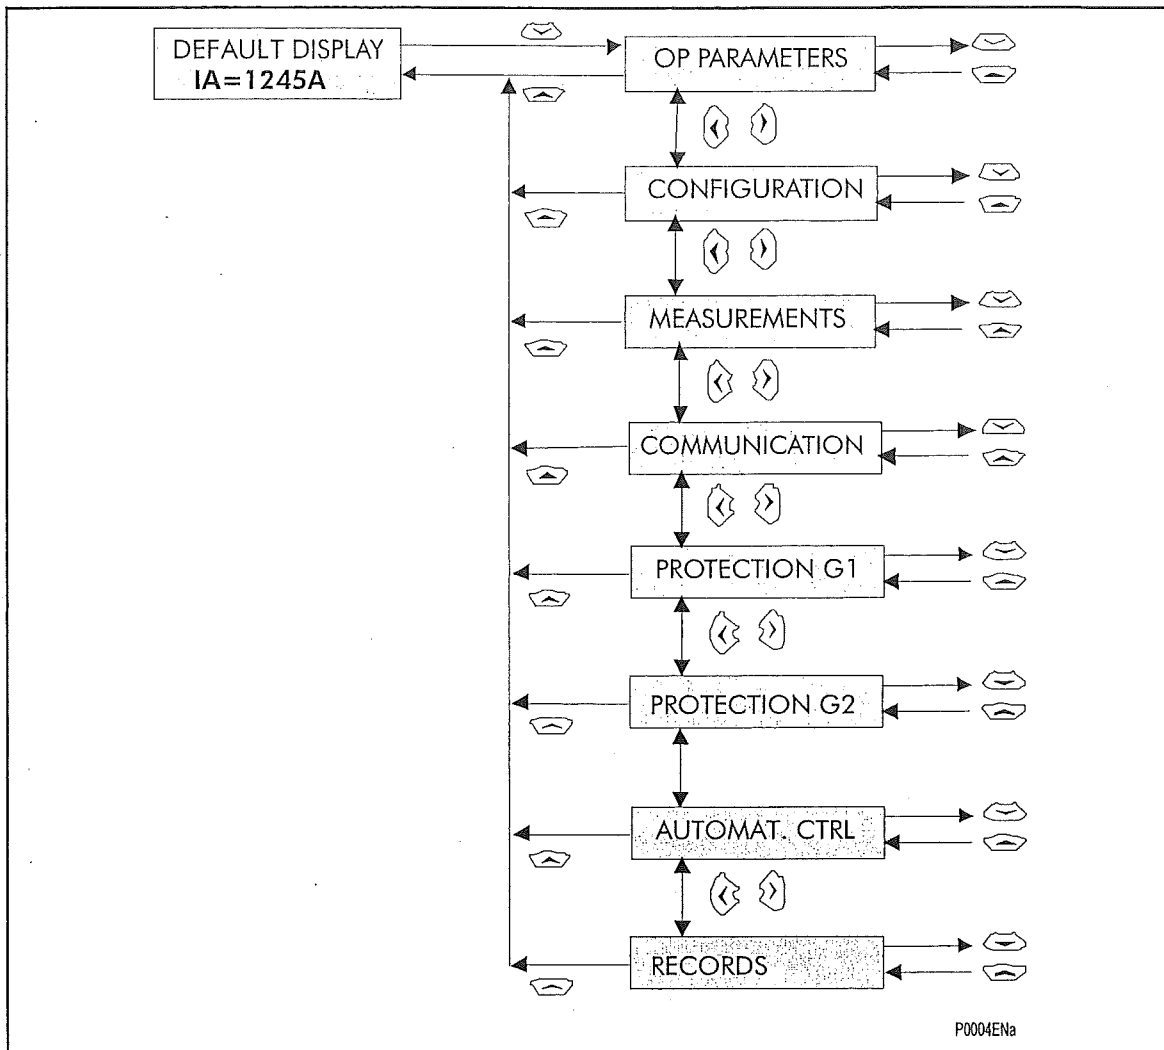 DEFAULT DISPLAY
IA=1245A
OP PARAMETERS
CONFIGURATION
MEASUREMENTS
COMMUNICATION
PROTECTION G1
PROTECTION G2
AUTOMAT. CTRL
RECORDS
P0004ENa